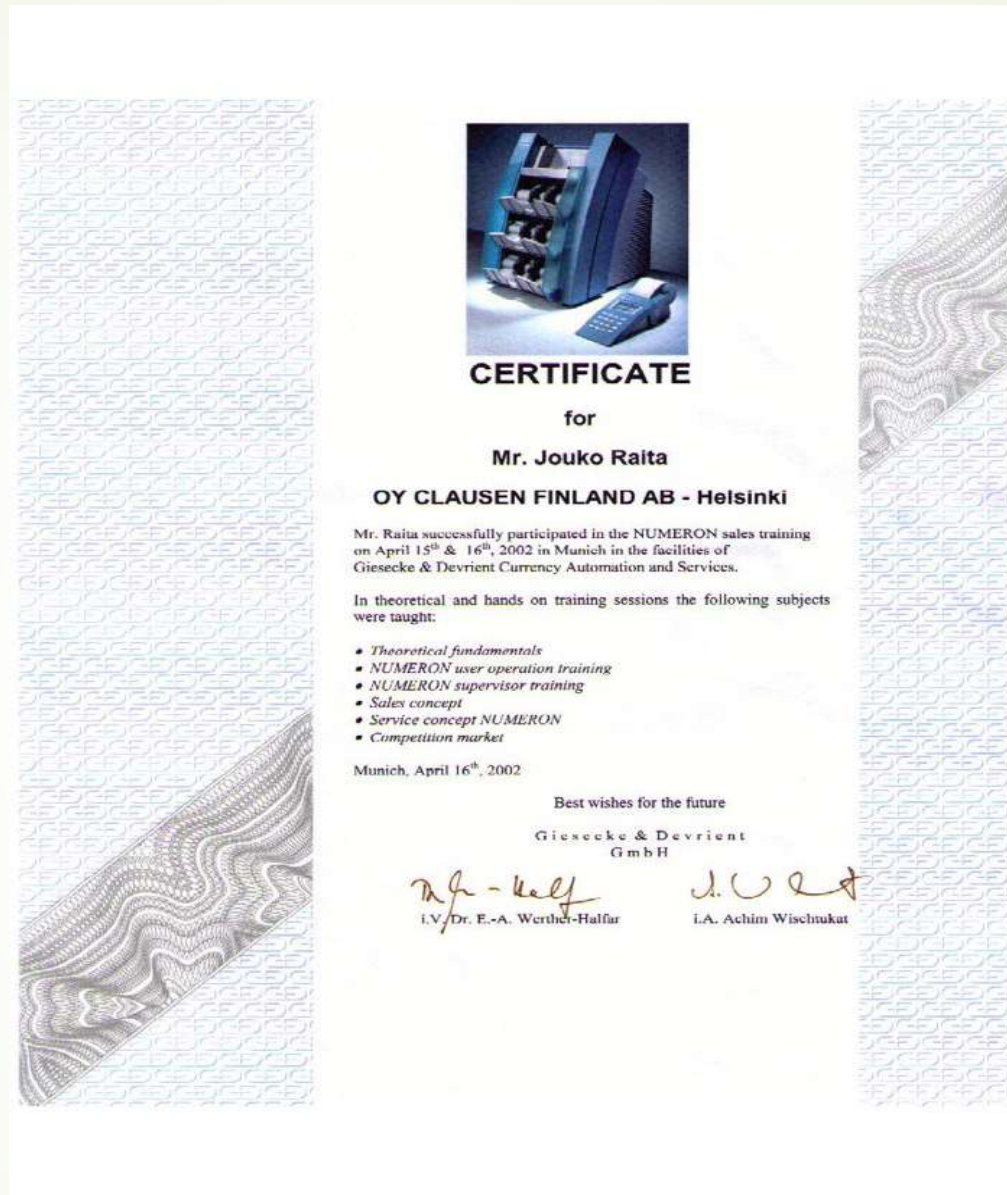 CERTIFICATE
for
Mr. Jouko Raita
OY CLAUSEN FINLAND AB - Helsinki
Mr. Raita successfully participated in the NUMERON sales training
on April 15th & 16th, 2002 in Munich in the facilities of
Giesecke & Devrient Currency Automation and Services.
In theoretical and hands on training sessions the following subjects
were taught:
• Theoretical fundamentals
• NUMERON user operation training
• NUMERON supervisor training
• Sales concept
• Service concept NUMERON
• Competition market
Munich, April 16th, 2002
Best wishes for the future
Giesecke & Devrient
GmbH
i.V. Dr. E.-A. Werther-Halfar
i.A. Achim Wischtukat